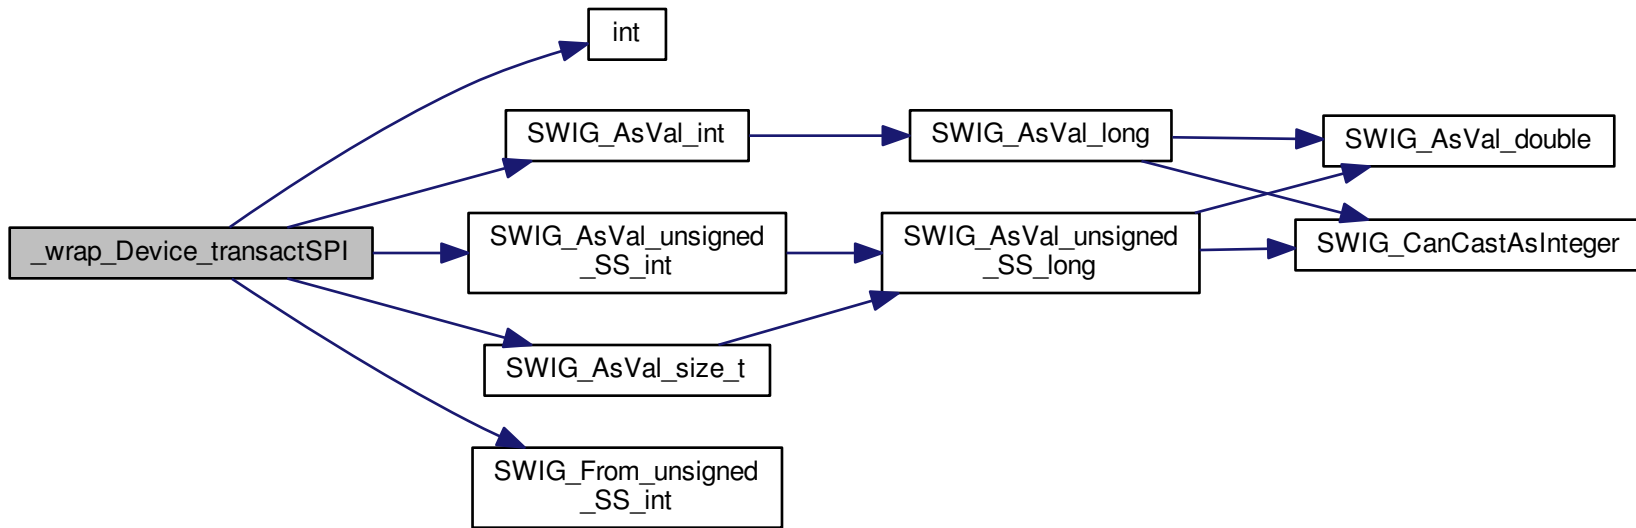 int
SWIG_AsVal_int
SWIG_AsVal_long
SWIG_AsVal_double
_wrap_Device_transactSPI
SWIG_AsVal_unsigned
_SS_int
SWIG_AsVal_unsigned
_SS_long
SWIG_CanCastAsInteger
SWIG_AsVal_size_t
SWIG_From_unsigned
_SS_int